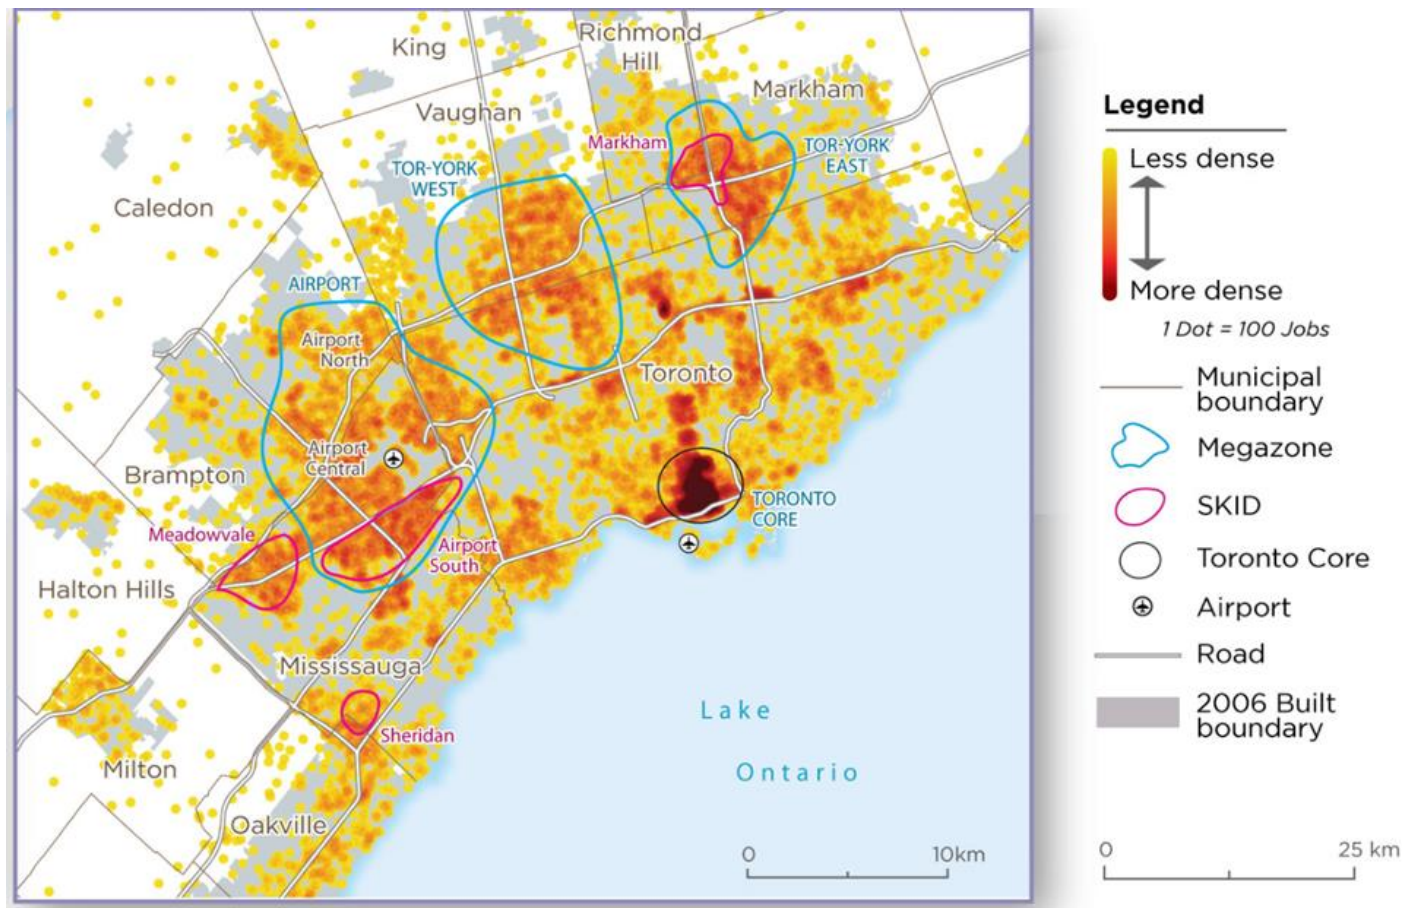 King
Richmond
Hill
Vaughan
Markham
Markham
TOR-YORK
EAST
TOR-YORK
WEST
Caledon
AIRPORT
Airport
North
Toronto
Airport
Central
Brampton
TORONTO
CORE
Meadowvale
Airport
South
Halton Hills
Mississauga
Sheridan
Milton
Oakville
Lake
Ontario
0 10km
Legend
Less dense
More dense
1 Dot = 100 Jobs
Municipal
boundary
Megazone
SKID
Toronto Core
Airport
Road
2006 Built
boundary
0 25 km